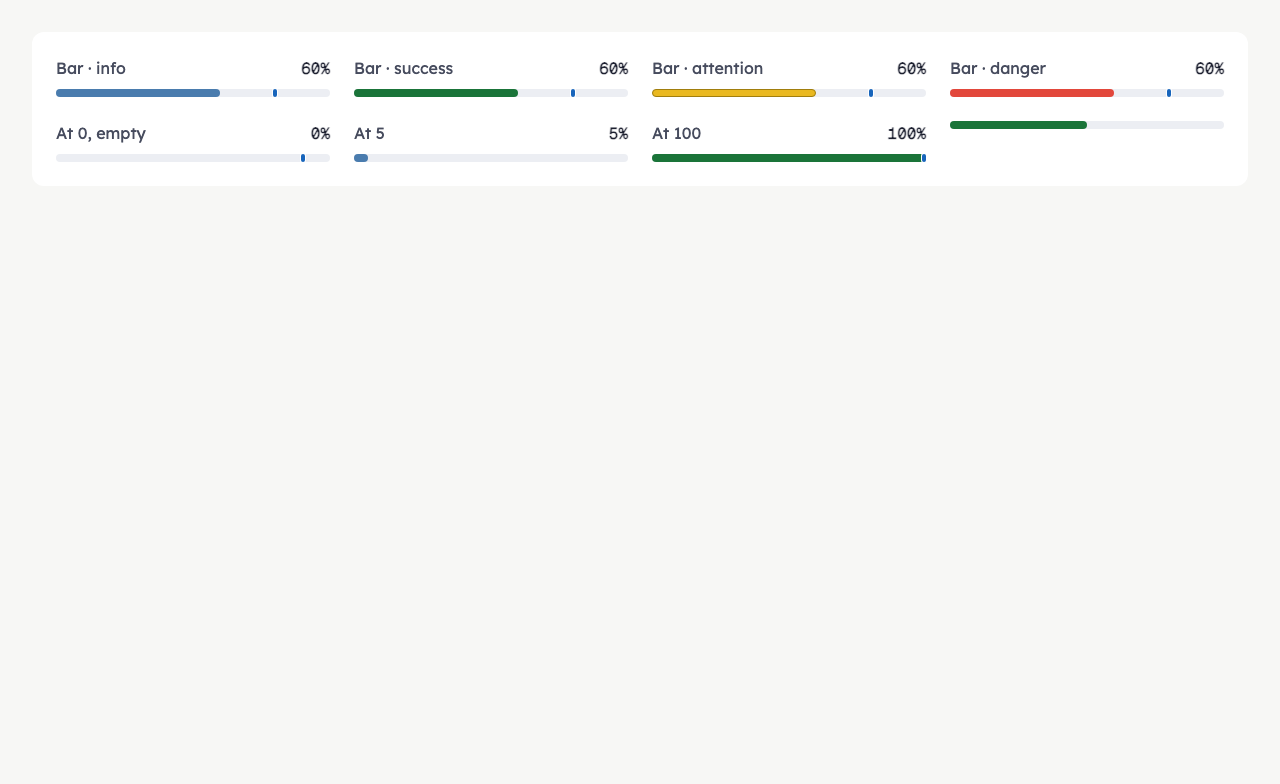 Bar · info 60%
Bar · success 60%
Bar · attention 60%
Bar · danger 60%
At 0, empty 0%
At 5 5%
At 100 100%